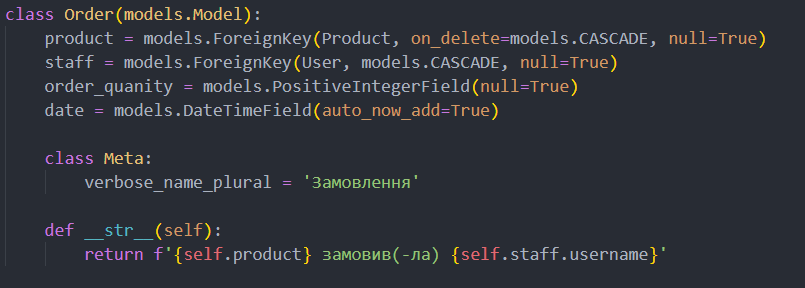 class Order(models.Model):
    product = models.ForeignKey(Product, on_delete=models.CASCADE, null=True)
    staff = models.ForeignKey(User, models.CASCADE, null=True)
    order_quanity = models.PositiveIntegerField(null=True)
    date = models.DateTimeField(auto_now_add=True)
    class Meta:
        verbose_name_plural = 'Замовлення'
    def __str__(self):
        return f'{self.product} замовив(-ла) {self.staff.username}'